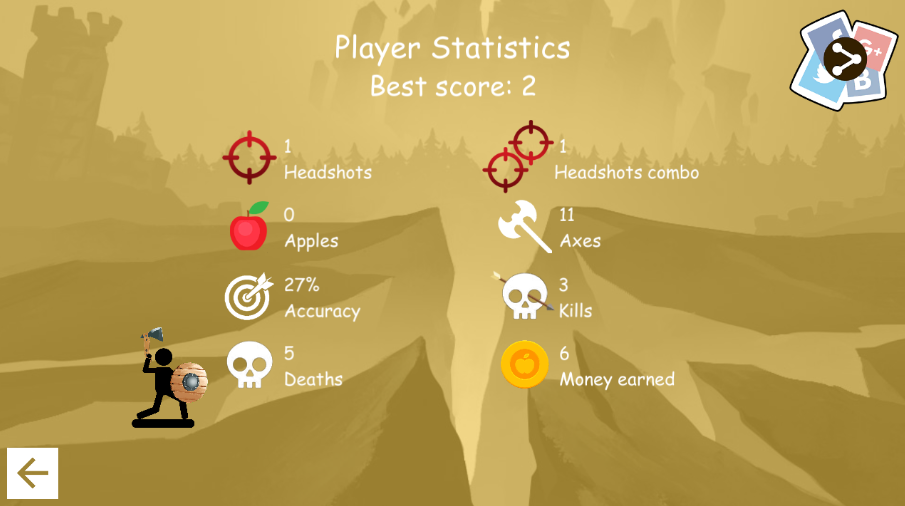 Player Statistics
Best score: 2
1
Headshots
1
Headshots combo
0
Apples
11
Axes
27%
Accuracy
3
Kills
5
Deaths
6
Money earned
G+
B